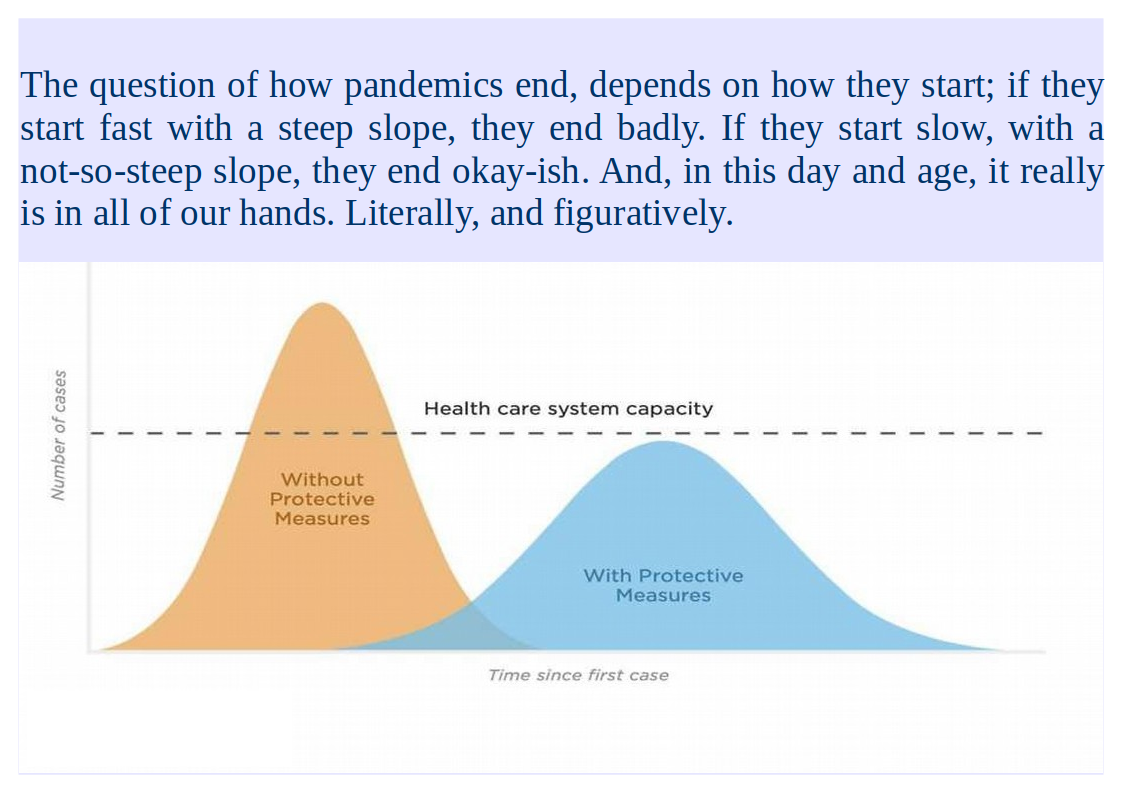 The question of how pandemics end, depends on how they start; if they
start fast with a steep slope, they end badly. If they start slow, with a
not-so-steep slope, they end okay-ish. And, in this day and age, it really
is in all of our hands. Literally, and figuratively.
Number of cases
Health care system capacity
Without
Protective
Measures
With Protective
Measures
Time since first case